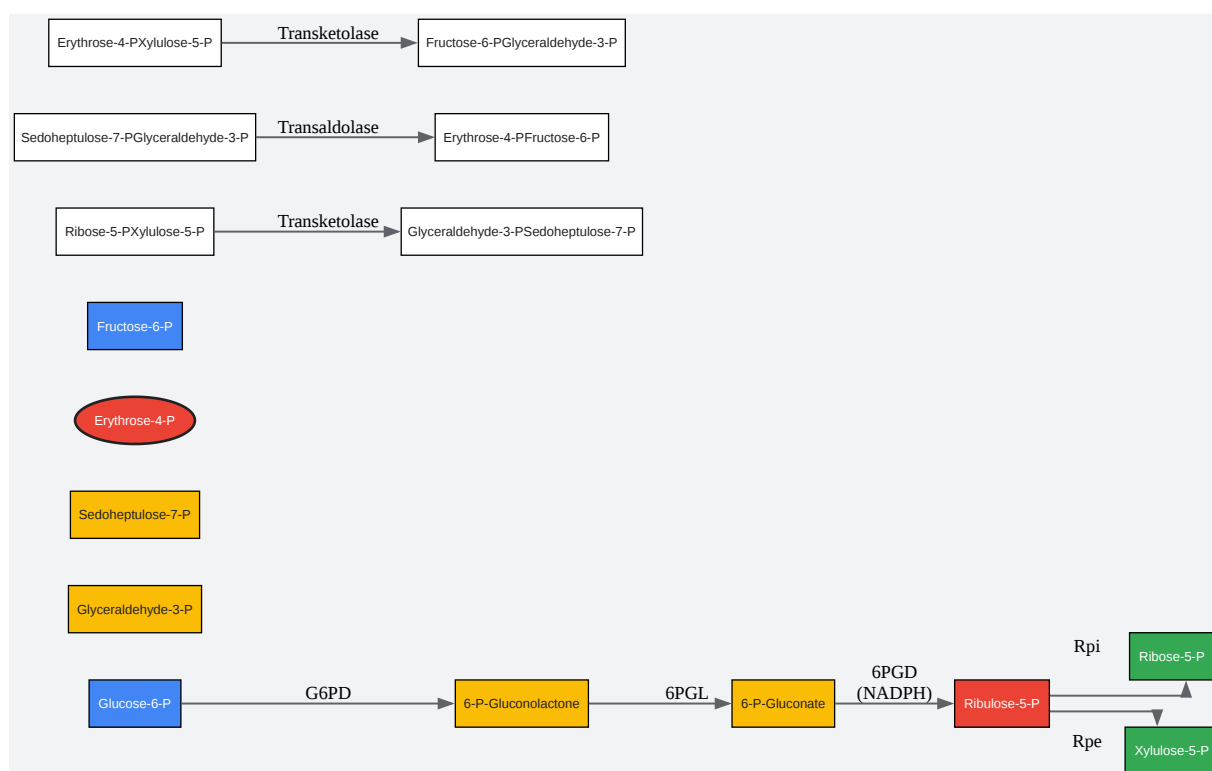 Erythrose-4-PXylulose-5-P
Transketolase
Fructose-6-PGlyceraldehyde-3-P
Sedoheptulose-7-PGlyceraldehyde-3-P
Transaldolase
Erythrose-4-PFructose-6-P
Ribose-5-PXylulose-5-P
Transketolase
Glyceraldehyde-3-PSedoheptulose-7-P
Fructose-6-P
Erythrose-4-P
Sedoheptulose-7-P
Glyceraldehyde-3-P
Glucose-6-P
G6PD
6-P-Gluconolactone
6PGL
6-P-Gluconate
6PGD
(NADPH)
Ribulose-5-P
Rpi
Ribose-5-P
Rpe
Xylulose-5-P